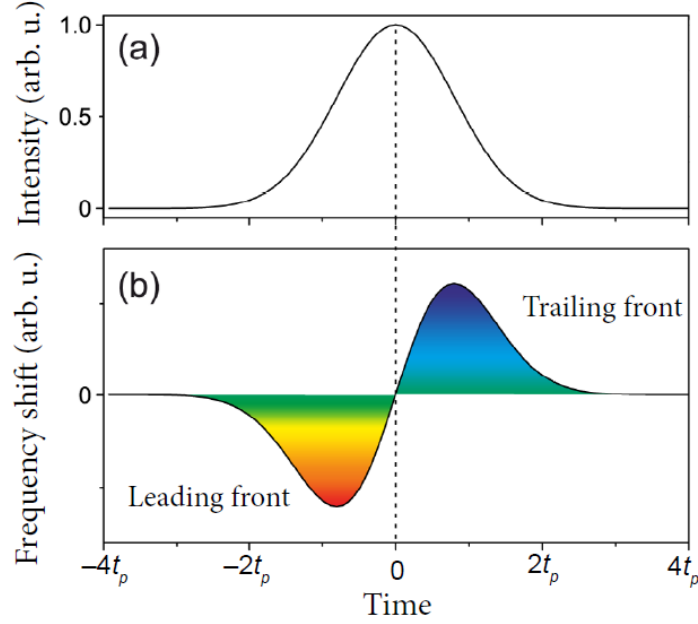 (a)
Intensity (arb. u.)
1.0
0.5
0
(b)
Frequency shift (arb. u.)
0
Trailing front
Leading front
–4tₚ
–2tₚ
0
2tₚ
4tₚ
Time